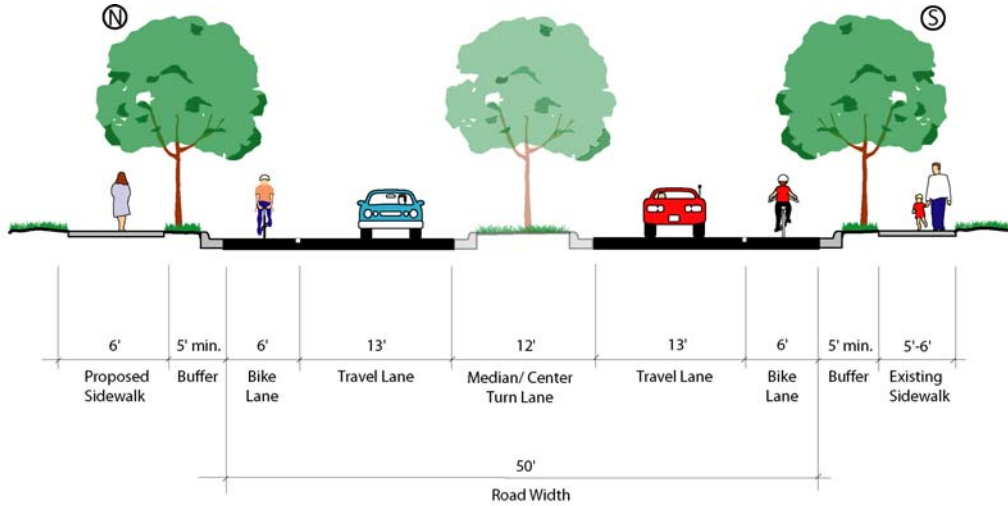 N
S
6'
5' min.
6'
13'
12'
13'
6'
5' min.
5'-6'
Proposed
Sidewalk
Buffer
Bike
Lane
Travel Lane
Median/ Center
Turn Lane
Travel Lane
Bike
Lane
Buffer
Existing
Sidewalk
50'
Road Width